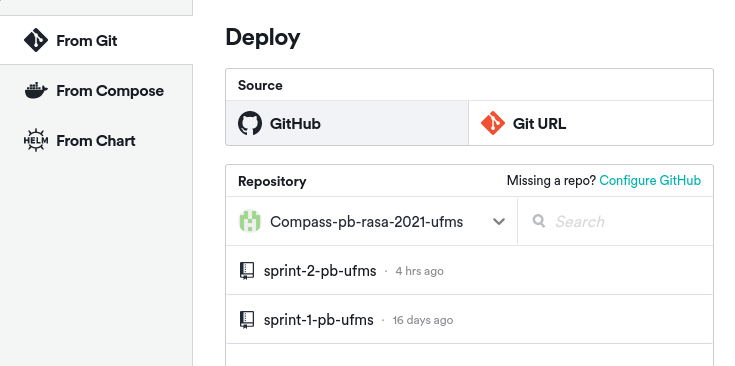 From Git
From Compose
HELM From Chart
Deploy
Source
GitHub
Git URL
Repository
Missing a repo? Configure GitHub
Compass-pb-rasa-2021-ufms
Search
sprint-2-pb-ufms · 4 hrs ago
sprint-1-pb-ufms · 16 days ago